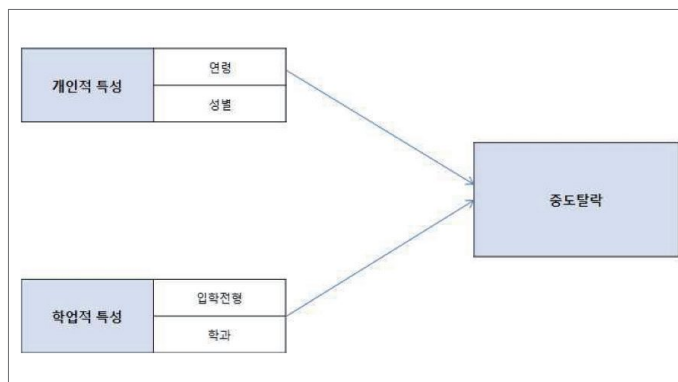 개인적 특성
연령
성별
중도탈락
학업적 특성
입학전형
학과